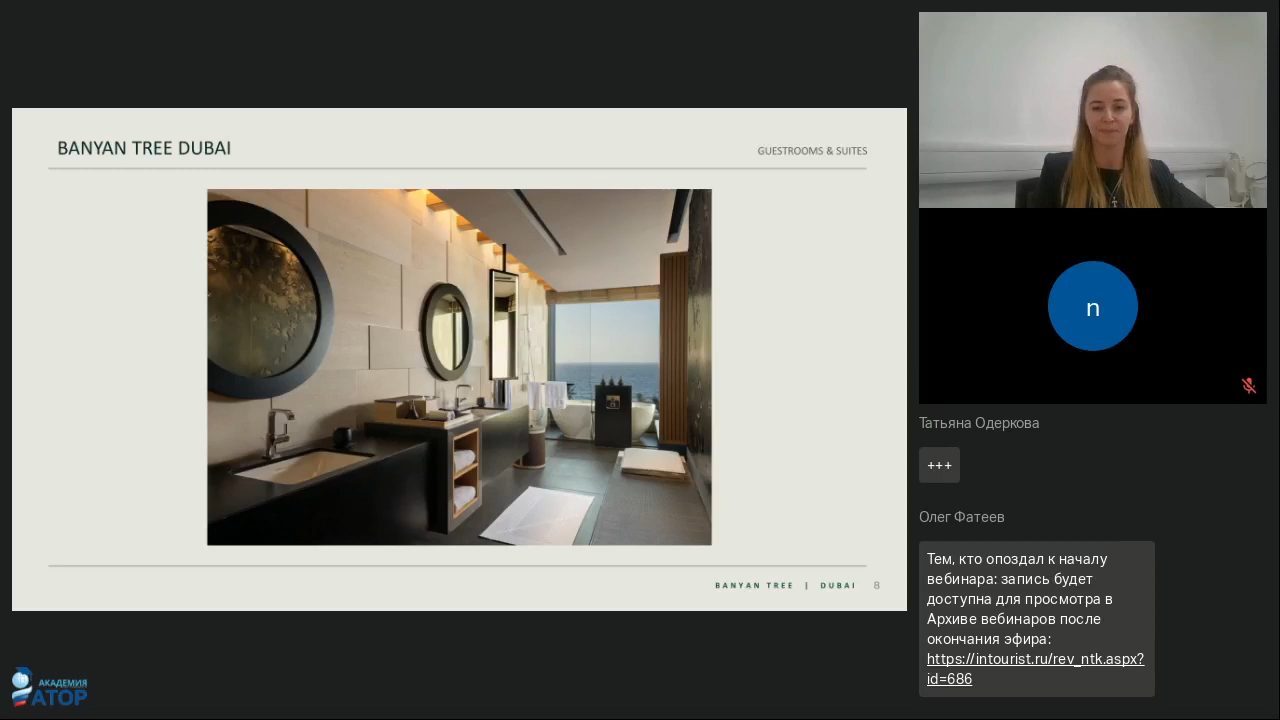 BANYAN TREE DUBAI
GUESTROOMS & SUITES
BANYAN TREE | DUBAI 8
АКАДЕМИЯ
АТОР
n
Татьяна Одеркова
+++
Олег Фатеев
Тем, кто опоздал к началу
вебинара: запись будет
доступна для просмотра в
Архиве вебинаров после
окончания эфира:
https://intourist.ru/rev_ntk.aspx?
id=686